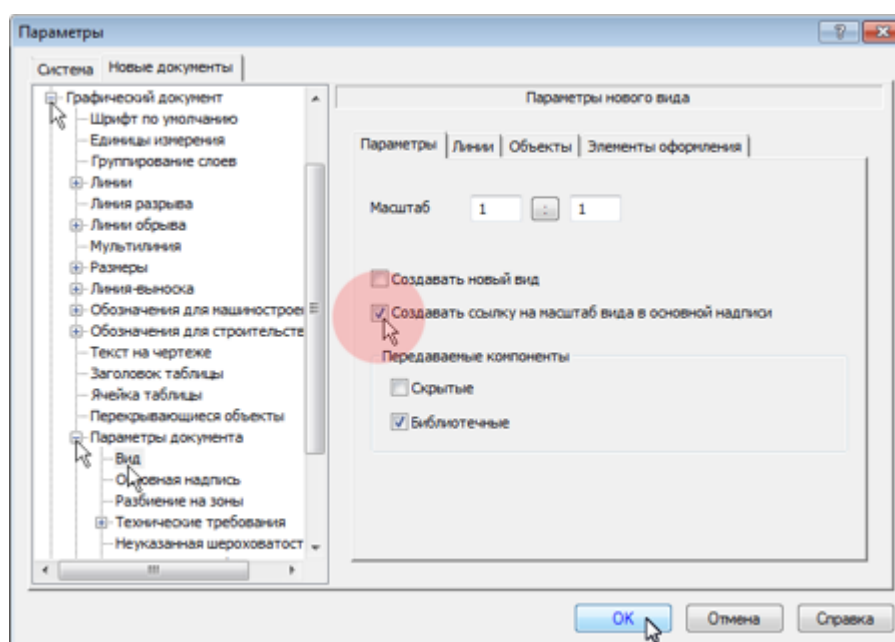 Параметры
Система Новые документы
Графический документ
Шрифт по умолчанию
Единицы измерения
Группирование слоев
Линии
Линия разрыва
Линии обрыва
Мультилиния
Размеры
Линия-выноска
Обозначения для машинострое
Обозначения для строительстве
Текст на чертеже
Заголовок таблицы
Ячейка таблицы
Перекрывающиеся объекты
Параметры документа
Вид
Основная надпись
Разбиение на зоны
Технические требования
Неуказанная шероховатост
Параметры нового вида
Параметры Линии Объекты Элементы оформления
Масштаб 1 : 1
Создавать новый вид
Создавать ссылку на масштаб вида в основной надписи
Передаваемые компоненты
Скрытые
Библиотечные
OK Отмена Справка